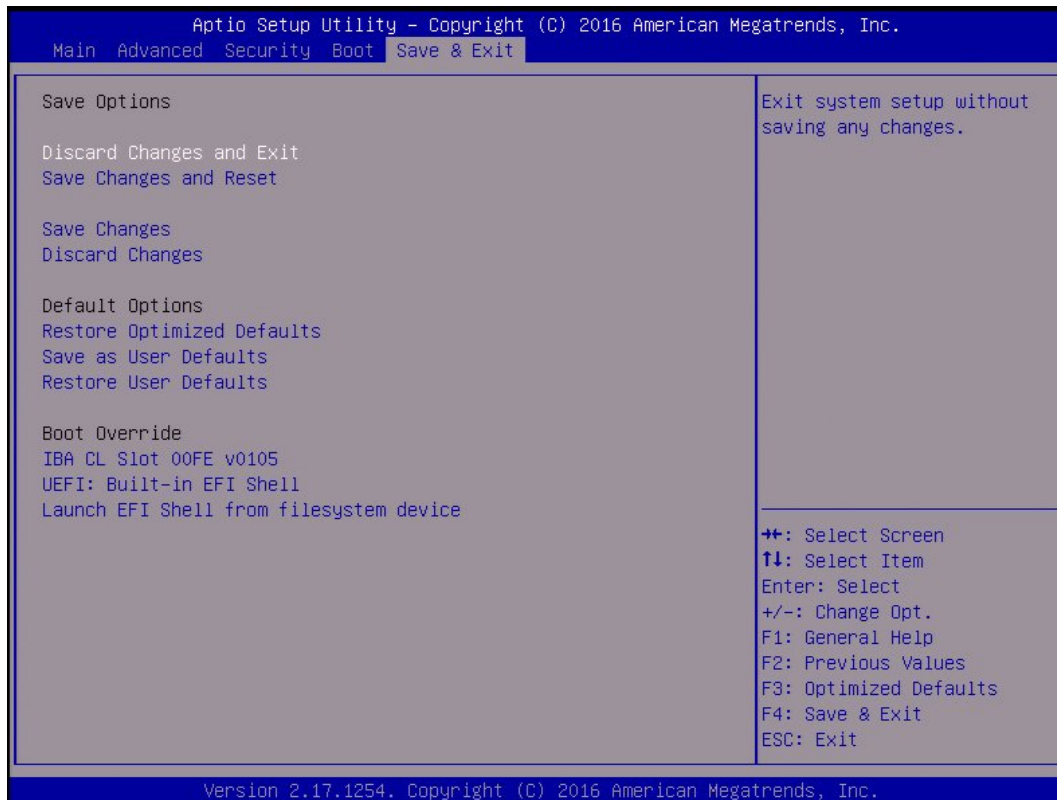 Aptio Setup Utility – Copyright (C) 2016 American Megatrends, Inc.
Main Advanced Security Boot Save & Exit
Save Options
Discard Changes and Exit
Save Changes and Reset
Save Changes
Discard Changes
Default Options
Restore Optimized Defaults
Save as User Defaults
Restore User Defaults
Boot Override
IBA CL Slot 00FE v0105
UEFI: Built-in EFI Shell
Launch EFI Shell from filesystem device
Exit system setup without
saving any changes.
→←: Select Screen
↑↓: Select Item
Enter: Select
+/-: Change Opt.
F1: General Help
F2: Previous Values
F3: Optimized Defaults
F4: Save & Exit
ESC: Exit
Version 2.17.1254. Copyright (C) 2016 American Megatrends, Inc.